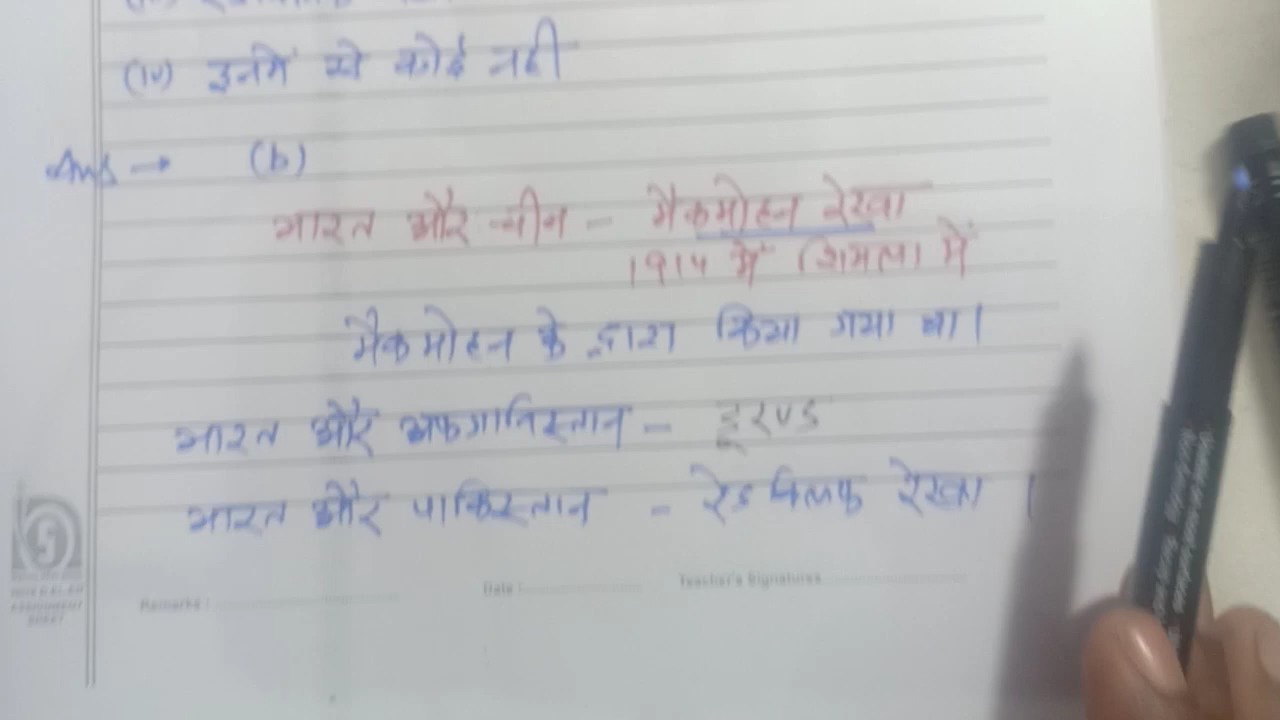 (iv) इनमें से कोई नही
Ans → (b)
भारत और चीन - मैकमोहन रेखा
1914 में शिमला में
मैकमोहन के द्वारा किया गया था।
भारत और अफगानिस्तान - डूरण्ड
भारत और पाकिस्तान - रेडक्लिफ रेखा ।
Remarks : Date : Teacher's Signatures